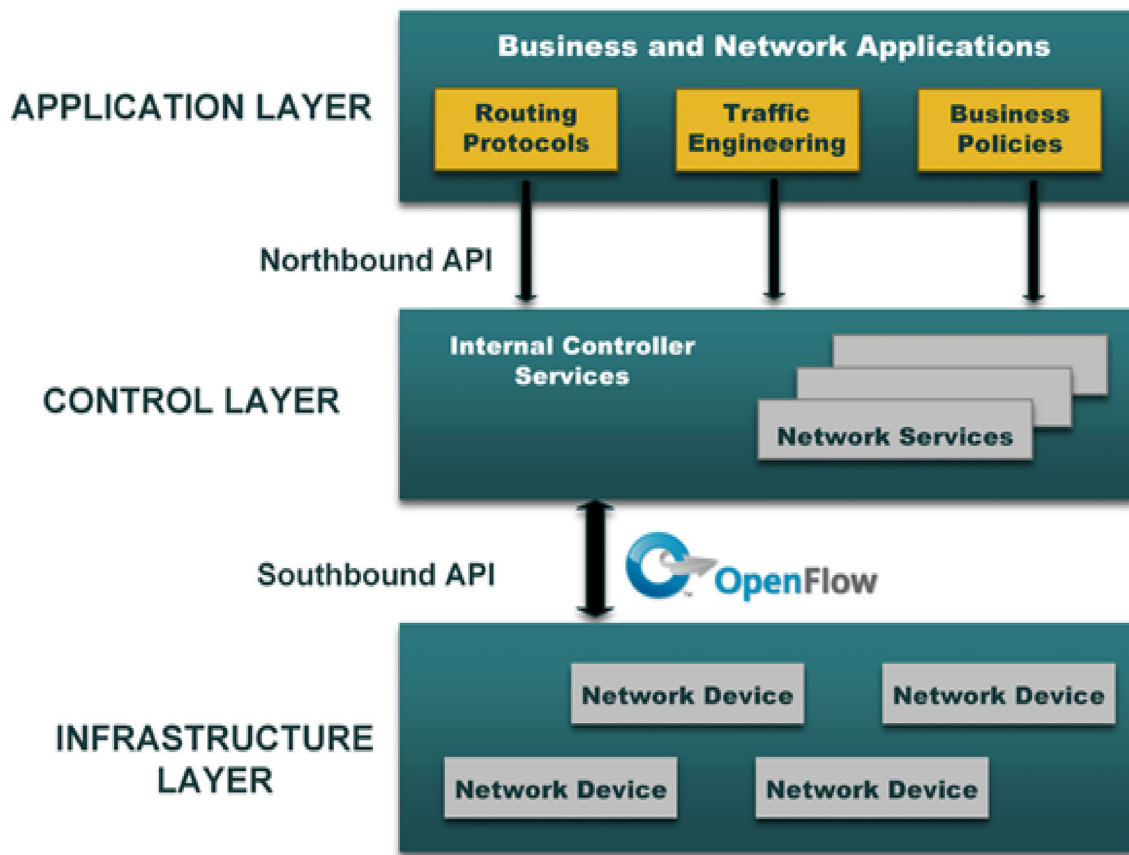 Business and Network Applications
APPLICATION LAYER
Routing
Protocols
Traffic
Engineering
Business
Policies
Northbound API
Internal Controller
Services
CONTROL LAYER
Network Services
Southbound API
OpenFlow
TM
Network Device
Network Device
INFRASTRUCTURE
LAYER
Network Device
Network Device